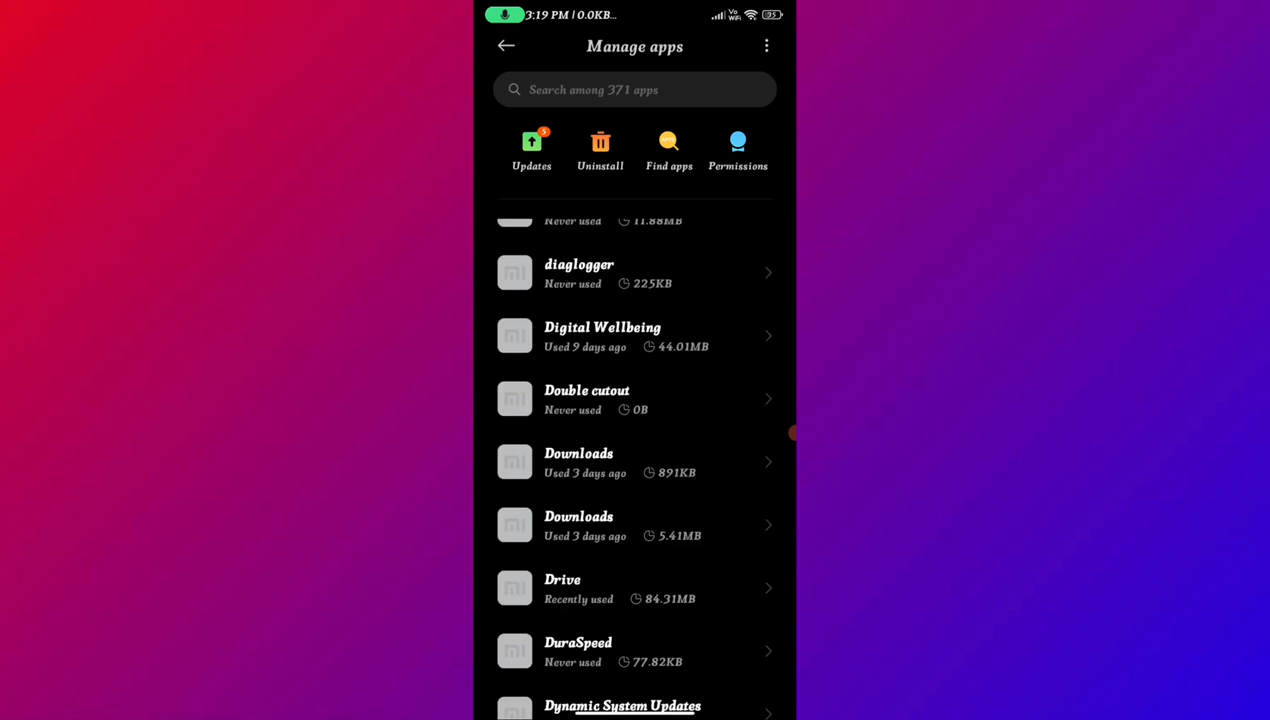 3:19 PM | 0.0KB...
Vo
WiFi
Manage apps
Search among 371 apps
5
Updates
Uninstall
Find apps
Permissions
Never used 11.88MB
diaglogger
Never used 225KB
Digital Wellbeing
Used 9 days ago 44.01MB
Double cutout
Never used 0B
Downloads
Used 3 days ago 891KB
Downloads
Used 3 days ago 5.41MB
Drive
Recently used 84.31MB
DuraSpeed
Never used 77.82KB
Dynamic System Updates